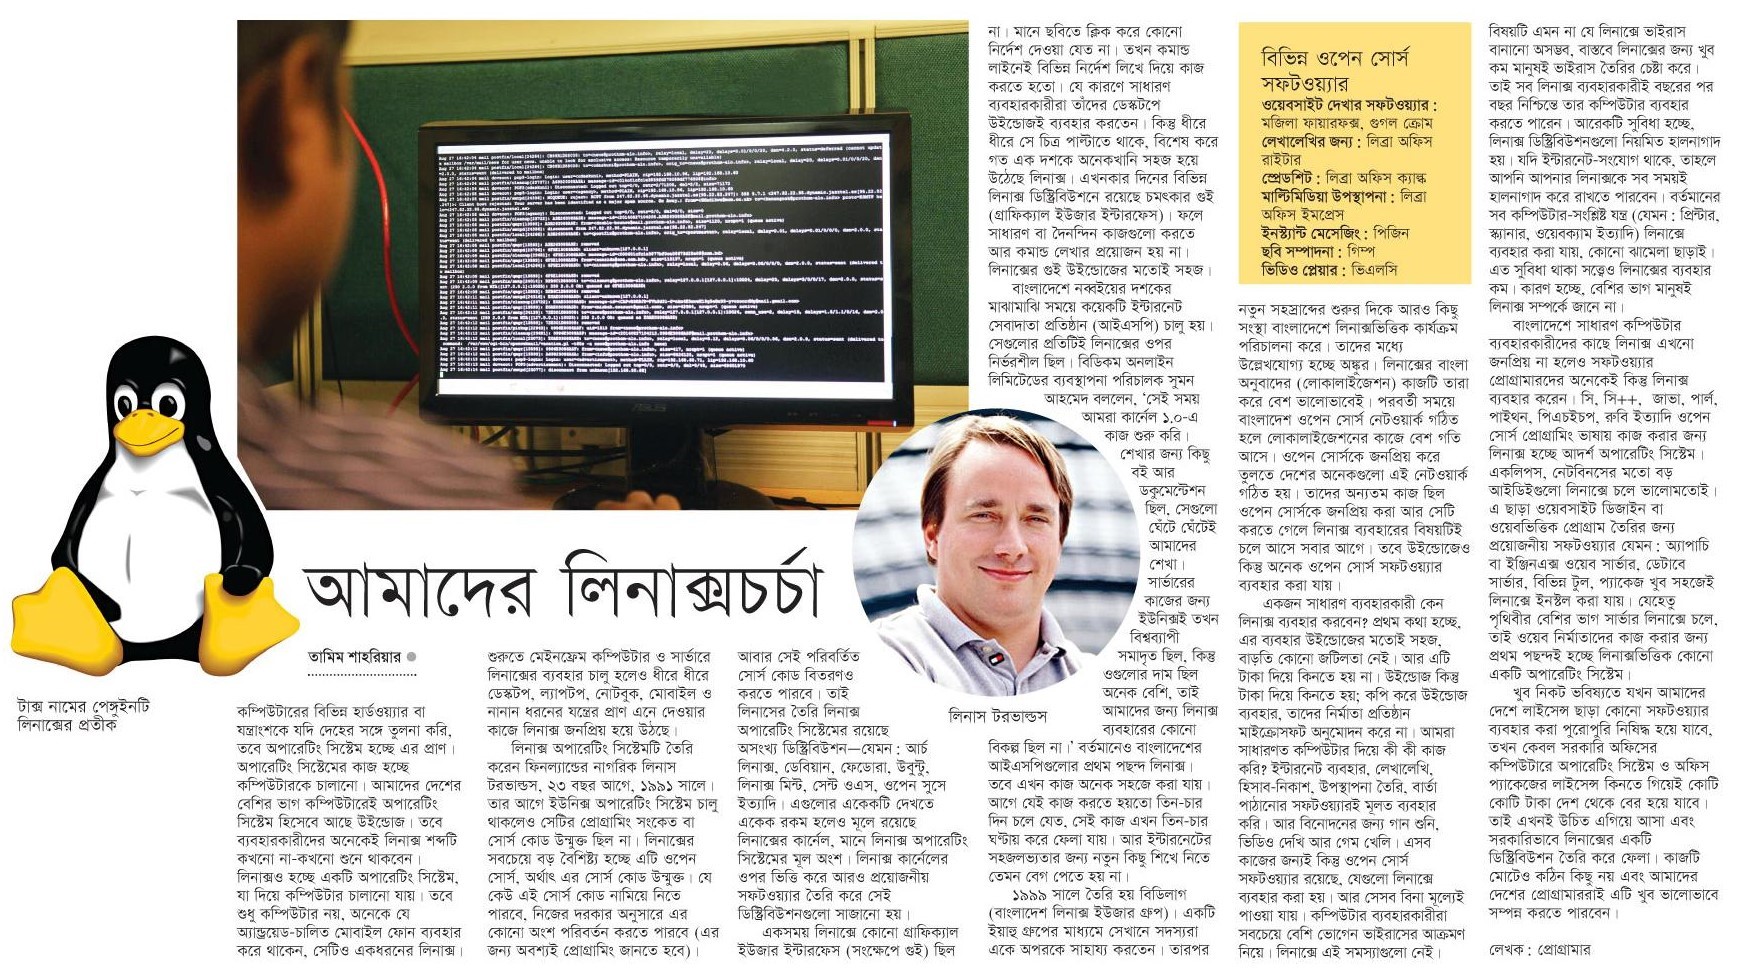 আমাদের লিনাক্সচর্চা
তামিম শাহরিয়ার
টাক্স নামের পেঙ্গুইনটি
লিনাক্সের প্রতীক
কম্পিউটারের বিভিন্ন হার্ডওয়্যার বা
যন্ত্রাংশকে যদি দেহের সঙ্গে তুলনা করি,
তবে অপারেটিং সিস্টেম হচ্ছে এর প্রাণ।
অপারেটিং সিস্টেমের কাজ হচ্ছে
কম্পিউটারকে চালানো। আমাদের দেশের
বেশির ভাগ কম্পিউটারেই অপারেটিং
সিস্টেম হিসেবে আছে উইন্ডোজ। তবে
ব্যবহারকারীদের অনেকেই লিনাক্স শব্দটি
কখনো না-কখনো শুনে থাকবেন।
লিনাক্সও হচ্ছে একটি অপারেটিং সিস্টেম,
যা দিয়ে কম্পিউটার চালানো যায়। তবে
শুধু কম্পিউটার নয়, অনেকে যে
অ্যান্ড্রয়েড-চালিত মোবাইল ফোন ব্যবহার
করে থাকেন, সেটিও একধরনের লিনাক্স।
শুরুতে মেইনফ্রেম কম্পিউটার ও সার্ভারে
লিনাক্সের ব্যবহার চালু হলেও ধীরে ধীরে
ডেস্কটপ, ল্যাপটপ, নোটবুক, মোবাইল ও
নানান ধরনের যন্ত্রের প্রাণ এনে দেওয়ার
কাজে লিনাক্স জনপ্রিয় হয়ে উঠছে।
লিনাক্স অপারেটিং সিস্টেমটি তৈরি
করেন ফিনল্যান্ডের নাগরিক লিনাস
টরভাল্ডস, ২৩ বছর আগে, ১৯৯১ সালে।
তার আগে ইউনিক্স অপারেটিং সিস্টেম চালু
থাকলেও সেটির প্রোগ্রামিং সংকেত বা
সোর্স কোড উন্মুক্ত ছিল না। লিনাক্সের
সবচেয়ে বড় বৈশিষ্ট্য হচ্ছে এটি ওপেন
সোর্স, অর্থাৎ এর সোর্স কোড উন্মুক্ত। যে
কেউ এই সোর্স কোড নামিয়ে নিতে
পারবে, নিজের দরকার অনুসারে এর
কোনো অংশ পরিবর্তন করতে পারবে (এর
জন্য অবশ্যই প্রোগ্রামিং জানতে হবে)।
আবার সেই পরিবর্তিত
সোর্স কোড বিতরণও
করতে পারবে। তাই
লিনাসের তৈরি লিনাক্স
অপারেটিং সিস্টেমের রয়েছে
অসংখ্য ডিস্ট্রিবিউশন—যেমন : আর্চ
লিনাক্স, ডেবিয়ান, ফেডোরা, উবুন্টু,
লিনাক্স মিন্ট, সেন্ট ওএস, ওপেন সুসে
ইত্যাদি। এগুলোর একেকটি দেখতে
একেক রকম হলেও মূলে রয়েছে
লিনাক্সের কার্নেল, মানে লিনাক্স অপারেটিং
সিস্টেমের মূল অংশ। লিনাক্স কার্নেলের
ওপর ভিত্তি করে আরও প্রয়োজনীয়
সফটওয়্যার তৈরি করে সেই
ডিস্ট্রিবিউশনগুলো সাজানো হয়।
একসময় লিনাক্সে কোনো গ্রাফিক্যাল
ইউজার ইন্টারফেস (সংক্ষেপে গুই) ছিল
না। মানে ছবিতে ক্লিক করে কোনো
নির্দেশ দেওয়া যেত না। তখন কমান্ড
লাইনেই বিভিন্ন নির্দেশ লিখে দিয়ে কাজ
করতে হতো। যে কারণে সাধারণ
ব্যবহারকারীরা তাঁদের ডেস্কটপে
উইন্ডোজই ব্যবহার করতেন। কিন্তু ধীরে
ধীরে সে চিত্র পাল্টাতে থাকে, বিশেষ করে
গত এক দশকে অনেকখানি সহজ হয়ে
উঠেছে লিনাক্স। এখনকার দিনের বিভিন্ন
লিনাক্স ডিস্ট্রিবিউশনে রয়েছে চমৎকার গুই
(গ্রাফিক্যাল ইউজার ইন্টারফেস)। ফলে
সাধারণ বা দৈনন্দিন কাজগুলো করতে
আর কমান্ড লেখার প্রয়োজন হয় না।
লিনাক্সের গুই উইন্ডোজের মতোই সহজ।
বাংলাদেশে নব্বইয়ের দশকের
মাঝামাঝি সময়ে কয়েকটি ইন্টারনেট
সেবাদাতা প্রতিষ্ঠান (আইএসপি) চালু হয়।
সেগুলোর প্রতিটিই লিনাক্সের ওপর
নির্ভরশীল ছিল। বিডিকম অনলাইন
লিমিটেডের ব্যবস্থাপনা পরিচালক সুমন
আহমেদ বললেন, ‘সেই সময়
আমরা কার্নেল ১.০-এ
কাজ শুরু করি।
শেখার জন্য কিছু
বই আর
ডকুমেন্টেশন
ছিল, সেগুলো
ঘেঁটে ঘেঁটেই
আমাদের
শেখা।
সার্ভারের
কাজের জন্য
ইউনিক্সই তখন
বিশ্বব্যাপী
সমাদৃত ছিল, কিন্তু
ওগুলোর দাম ছিল
অনেক বেশি, তাই
আমাদের জন্য লিনাক্স
ব্যবহারের কোনো
বিকল্প ছিল না।’ বর্তমানেও বাংলাদেশের
আইএসপিগুলোর প্রথম পছন্দ লিনাক্স।
তবে এখন কাজ অনেক সহজে করা যায়।
আগে যেই কাজ করতে হয়তো তিন-চার
দিন চলে যেত, সেই কাজ এখন তিন-চার
ঘণ্টায় করে ফেলা যায়। আর ইন্টারনেটের
সহজলভ্যতার জন্য নতুন কিছু শিখে নিতে
তেমন বেগ পেতে হয় না।
১৯৯৯ সালে তৈরি হয় বিডিলাগ
(বাংলাদেশ লিনাক্স ইউজার গ্রুপ)। একটি
ইয়াহু গ্রুপের মাধ্যমে সেখানে সদস্যরা
একে অপরকে সাহায্য করতেন। তারপর
লিনাস টরভাল্ডস
বিভিন্ন ওপেন সোর্স
সফটওয়্যার
ওয়েবসাইট দেখার সফটওয়্যার :
মজিলা ফায়ারফক্স, গুগল ক্রোম
লেখালেখির জন্য : লিব্রা অফিস
রাইটার
স্প্রেডশিট : লিব্রা অফিস ক্যাল্ক
মাল্টিমিডিয়া উপস্থাপনা : লিব্রা
অফিস ইমপ্রেস
ইনস্ট্যান্ট মেসেজিং : পিজিন
ছবি সম্পাদনা : গিম্প
ভিডিও প্লেয়ার : ভিএলসি
নতুন সহস্রাব্দের শুরুর দিকে আরও কিছু
সংস্থা বাংলাদেশে লিনাক্সভিত্তিক কার্যক্রম
পরিচালনা করে। তাদের মধ্যে
উল্লেখযোগ্য হচ্ছে অঙ্কুর। লিনাক্সের বাংলা
অনুবাদের (লোকালাইজেশন) কাজটি তারা
করে বেশ ভালোভাবেই। পরবর্তী সময়ে
বাংলাদেশ ওপেন সোর্স নেটওয়ার্ক গঠিত
হলে লোকালাইজেশনের কাজে বেশ গতি
আসে। ওপেন সোর্সকে জনপ্রিয় করে
তুলতে দেশের অনেকগুলো এই নেটওয়ার্ক
গঠিত হয়। তাদের অন্যতম কাজ ছিল
ওপেন সোর্সকে জনপ্রিয় করা আর সেটি
করতে গেলে লিনাক্স ব্যবহারের বিষয়টিই
চলে আসে সবার আগে। তবে উইন্ডোজেও
কিন্তু অনেক ওপেন সোর্স সফটওয়্যার
ব্যবহার করা যায়।
একজন সাধারণ ব্যবহারকারী কেন
লিনাক্স ব্যবহার করবেন? প্রথম কথা হচ্ছে,
এর ব্যবহার উইন্ডোজের মতোই সহজ,
বাড়তি কোনো জটিলতা নেই। আর এটি
টাকা দিয়ে কিনতে হয় না। উইন্ডোজ কিন্তু
টাকা দিয়ে কিনতে হয়; কপি করে উইন্ডোজ
ব্যবহার, তাদের নির্মাতা প্রতিষ্ঠান
মাইক্রোসফট অনুমোদন করে না। আমরা
সাধারণত কম্পিউটার দিয়ে কী কী কাজ
করি? ইন্টারনেট ব্যবহার, লেখালেখি,
হিসাব-নিকাশ, উপস্থাপনা তৈরি, বার্তা
পাঠানোর সফটওয়্যারই মূলত ব্যবহার
করি। আর বিনোদনের জন্য গান শুনি,
ভিডিও দেখি আর গেম খেলি। এসব
কাজের জন্যই কিন্তু ওপেন সোর্স
সফটওয়্যার রয়েছে, যেগুলো লিনাক্সে
ব্যবহার করা হয়। আর সেসব বিনা মূল্যেই
পাওয়া যায়। কম্পিউটার ব্যবহারকারীরা
সবচেয়ে বেশি ভোগেন ভাইরাসের আক্রমণ
নিয়ে। লিনাক্সে এই সমস্যাগুলো নেই।
বিষয়টি এমন না যে লিনাক্সে ভাইরাস
বানানো অসম্ভব, বাস্তবে লিনাক্সের জন্য খুব
কম মানুষই ভাইরাস তৈরির চেষ্টা করে।
তাই সব লিনাক্স ব্যবহারকারীই বছরের পর
বছর নিশ্চিন্তে তার কম্পিউটার ব্যবহার
করতে পারেন। আরেকটি সুবিধা হচ্ছে,
লিনাক্স ডিস্ট্রিবিউশনগুলো নিয়মিত হালনাগাদ
হয়। যদি ইন্টারনেট-সংযোগ থাকে, তাহলে
আপনি আপনার লিনাক্সকে সব সময়ই
হালনাগাদ করে রাখতে পারবেন। বর্তমানের
সব কম্পিউটার-সংশ্লিষ্ট যন্ত্র (যেমন : প্রিন্টার,
স্ক্যানার, ওয়েবক্যাম ইত্যাদি) লিনাক্সে
ব্যবহার করা যায়, কোনো ঝামেলা ছাড়াই।
এত সুবিধা থাকা সত্ত্বেও লিনাক্সের ব্যবহার
কম। কারণ হচ্ছে, বেশির ভাগ মানুষই
লিনাক্স সম্পর্কে জানে না।
বাংলাদেশে সাধারণ কম্পিউটার
ব্যবহারকারীদের কাছে লিনাক্স এখনো
জনপ্রিয় না হলেও সফটওয়্যার
প্রোগ্রামারদের অনেকেই কিন্তু লিনাক্স
ব্যবহার করেন। সি, সি++, জাভা, পার্ল,
পাইথন, পিএচইচপ, রুবি ইত্যাদি ওপেন
সোর্স প্রোগ্রামিং ভাষায় কাজ করার জন্য
লিনাক্স হচ্ছে আদর্শ অপারেটিং সিস্টেম।
একলিপস, নেটবিনসের মতো বড়
আইডিইগুলো লিনাক্সে চলে ভালোমতোই।
এ ছাড়া ওয়েবসাইট ডিজাইন বা
ওয়েবভিত্তিক প্রোগ্রাম তৈরির জন্য
প্রয়োজনীয় সফটওয়্যার যেমন : অ্যাপাচি
বা ইঞ্জিনএক্স ওয়েব সার্ভার, ডেটাবে
সার্ভার, বিভিন্ন টুল, প্যাকেজ খুব সহজেই
লিনাক্সে ইনস্টল করা যায়। যেহেতু
পৃথিবীর বেশির ভাগ সার্ভার লিনাক্সে চলে,
তাই ওয়েব নির্মাতাদের কাজ করার জন্য
প্রথম পছন্দই হচ্ছে লিনাক্সভিত্তিক কোনো
একটি অপারেটিং সিস্টেম।
খুব নিকট ভবিষ্যতে যখন আমাদের
দেশে লাইসেন্স ছাড়া কোনো সফটওয়্যার
ব্যবহার করা পুরোপুরি নিষিদ্ধ হয়ে যাবে,
তখন কেবল সরকারি অফিসের
কম্পিউটারে অপারেটিং সিস্টেম ও অফিস
প্যাকেজের লাইসেন্স কিনতে গিয়েই কোটি
কোটি টাকা দেশ থেকে বের হয়ে যাবে।
তাই এখনই উচিত এগিয়ে আসা এবং
সরকারিভাবে লিনাক্সের একটি
ডিস্ট্রিবিউশন তৈরি করে ফেলা। কাজটি
মোটেও কঠিন কিছু নয় এবং আমাদের
দেশের প্রোগ্রামাররাই এটি খুব ভালোভাবে
সম্পন্ন করতে পারবেন।
লেখক : প্রোগ্রামার